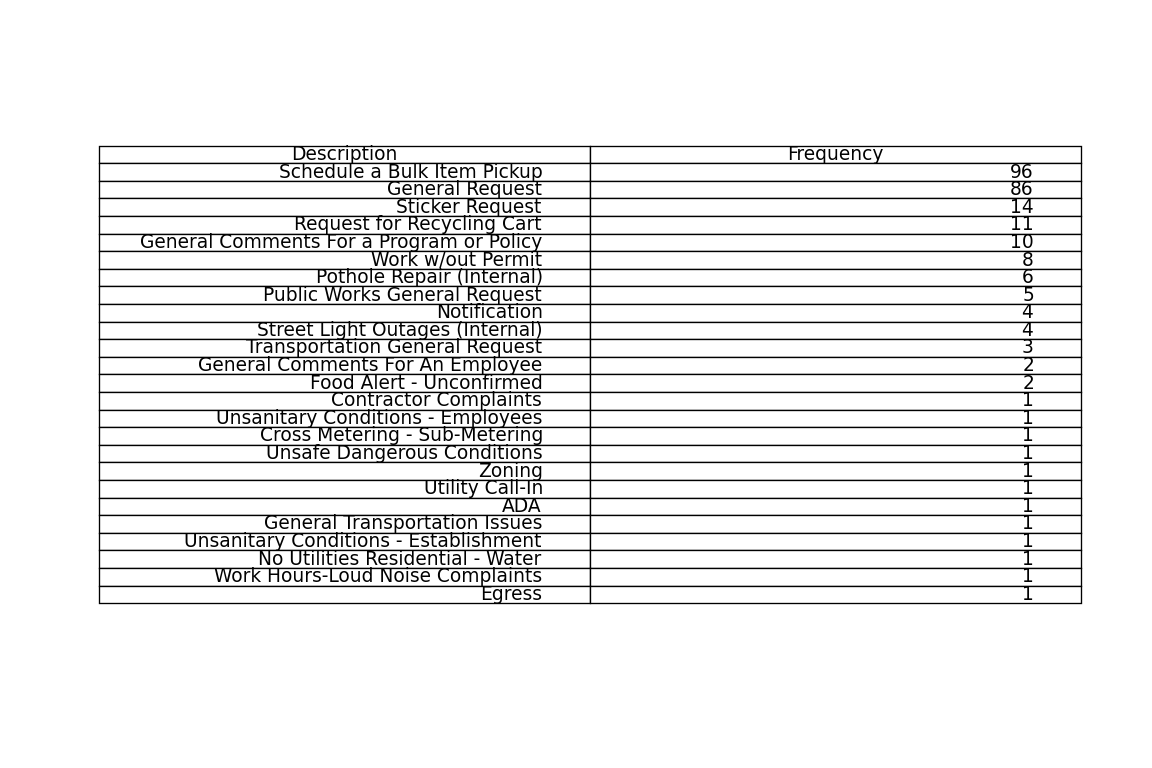 Description Frequency
Schedule a Bulk Item Pickup 96
General Request 86
Sticker Request 14
Request for Recycling Cart 11
General Comments For a Program or Policy 10
Work w/out Permit 8
Pothole Repair (Internal) 6
Public Works General Request 5
Notification 4
Street Light Outages (Internal) 4
Transportation General Request 3
General Comments For An Employee 2
Food Alert - Unconfirmed 2
Contractor Complaints 1
Unsanitary Conditions - Employees 1
Cross Metering - Sub-Metering 1
Unsafe Dangerous Conditions 1
Zoning 1
Utility Call-In 1
ADA 1
General Transportation Issues 1
Unsanitary Conditions - Establishment 1
No Utilities Residential - Water 1
Work Hours-Loud Noise Complaints 1
Egress 1